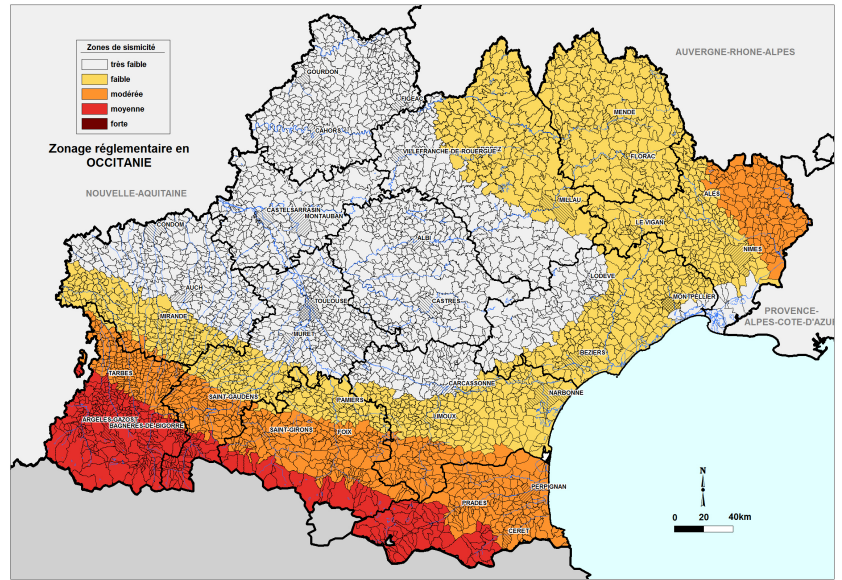 AUVERGNE-RHONE-ALPES
Zones de sismicité
très faible
faible
modérée
moyenne
forte
Zonage réglementaire en
OCCITANIE
NOUVELLE-AQUITAINE
GOURDON
FIGEAC
CAHORS
MENDE
VILLEFRANCHE-DE-ROUERGUE
FLORAC
ALES
MILLAU
CASTELSARRASIN
MONTAUBAN
LE-VIGAN
CONDOM
ALBI
NIMES
LODEVE
AUCH
TOULOUSE
CASTRES
MONTPELLIER
PROVENCE-
ALPES-COTE-D'AZUR
MIRANDE
MURET
BEZIERS
TARBES
CARCASSONNE
NARBONNE
SAINT-GAUDENS
PAMIERS
LIMOUX
ARGELES-GAZOST
BAGNERES-DE-BIGORRE
SAINT-GIRONS
FOIX
PERPIGNAN
PRADES
CERET
N
0 20 40km